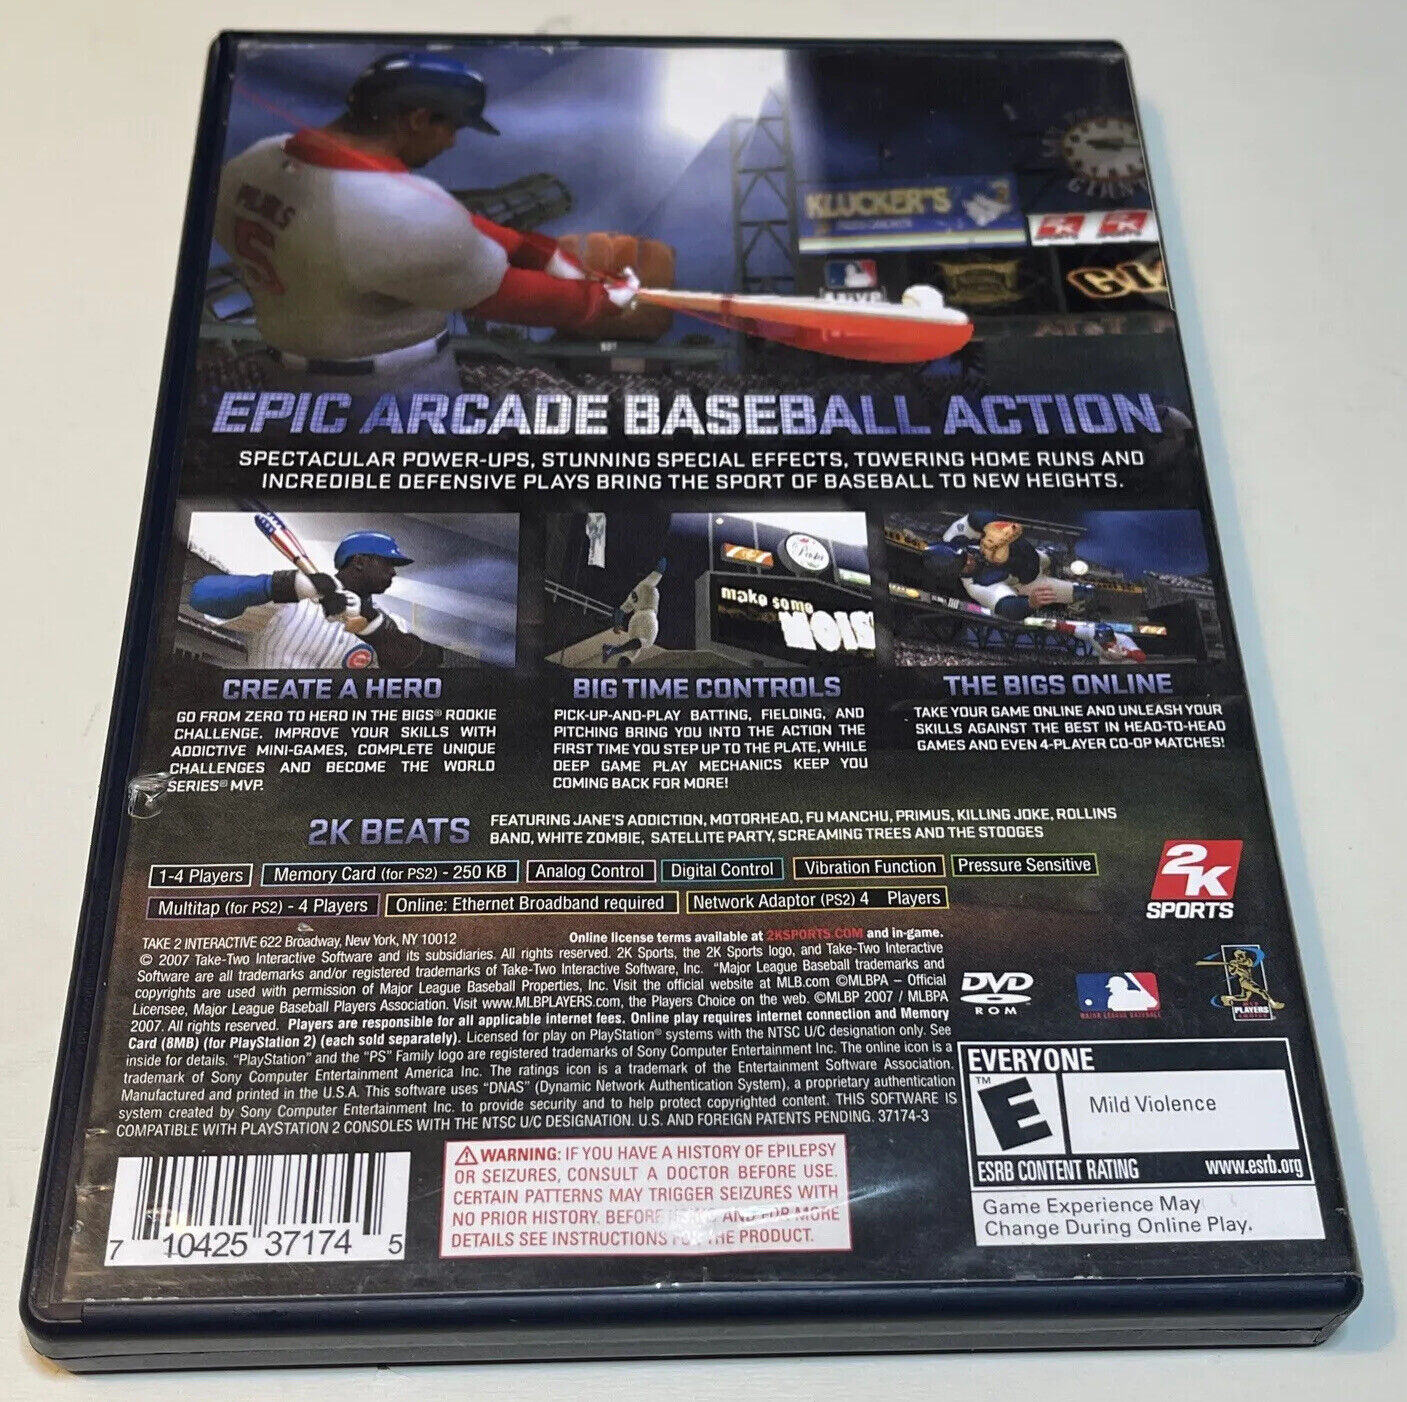 PUJOLS
5
KLUCKER'S
2K
SPORTS
2K
SPORTS
GIANTS
AT&T
EPIC ARCADE BASEBALL ACTION
SPECTACULAR POWER-UPS, STUNNING SPECIAL EFFECTS, TOWERING HOME RUNS AND
INCREDIBLE DEFENSIVE PLAYS BRING THE SPORT OF BASEBALL TO NEW HEIGHTS.
make some
NOIS
CREATE A HERO
GO FROM ZERO TO HERO IN THE BIGS® ROOKIE
CHALLENGE. IMPROVE YOUR SKILLS WITH
ADDICTIVE MINI-GAMES, COMPLETE UNIQUE
CHALLENGES AND BECOME THE WORLD
SERIES® MVP.
BIG TIME CONTROLS
PICK-UP-AND-PLAY BATTING, FIELDING, AND
PITCHING BRING YOU INTO THE ACTION THE
FIRST TIME YOU STEP UP TO THE PLATE, WHILE
DEEP GAME PLAY MECHANICS KEEP YOU
COMING BACK FOR MORE!
THE BIGS ONLINE
TAKE YOUR GAME ONLINE AND UNLEASH YOUR
SKILLS AGAINST THE BEST IN HEAD-TO-HEAD
GAMES AND EVEN 4-PLAYER CO-OP MATCHES!
2K BEATS
FEATURING JANE'S ADDICTION, MOTORHEAD, FU MANCHU, PRIMUS, KILLING JOKE, ROLLINS
BAND, WHITE ZOMBIE, SATELLITE PARTY, SCREAMING TREES AND THE STOOGES
1-4 Players
Memory Card (for PS2) - 250 KB
Analog Control
Digital Control
Vibration Function
Pressure Sensitive
Multitap (for PS2) - 4 Players
Online: Ethernet Broadband required
Network Adaptor (PS2) 4 Players
2K
SPORTS
TAKE 2 INTERACTIVE 622 Broadway, New York, NY 10012
Online license terms available at 2KSPORTS.COM and in-game.
© 2007 Take-Two Interactive Software and its subsidiaries. All rights reserved. 2K Sports, the 2K Sports logo, and Take-Two Interactive
Software are all trademarks and/or registered trademarks of Take-Two Interactive Software, Inc. "Major League Baseball trademarks and
copyrights are used with permission of Major League Baseball Properties, Inc. Visit the official website at MLB.com ©MLBPA – Official
Licensee, Major League Baseball Players Association. Visit www.MLBPLAYERS.com, the Players Choice on the web. ©MLBP 2007 / MLBPA
2007. All rights reserved. Players are responsible for all applicable internet fees. Online play requires internet connection and Memory
Card (8MB) (for PlayStation 2) (each sold separately). Licensed for play on PlayStation® systems with the NTSC U/C designation only. See
inside for details. "PlayStation" and the "PS" Family logo are registered trademarks of Sony Computer Entertainment Inc. The online icon is a
trademark of Sony Computer Entertainment America Inc. The ratings icon is a trademark of the Entertainment Software Association.
Manufactured and printed in the U.S.A. This software uses "DNAS" (Dynamic Network Authentication System), a proprietary authentication
system created by Sony Computer Entertainment Inc. to provide security and to help protect copyrighted content. THIS SOFTWARE IS
COMPATIBLE WITH PLAYSTATION 2 CONSOLES WITH THE NTSC U/C DESIGNATION. U.S. AND FOREIGN PATENTS PENDING. 37174-3
DVD
ROM
MAJOR LEAGUE BASEBALL
PLAYERS
CHOICE
EVERYONE
TM
E
Mild Violence
ESRB CONTENT RATING
www.esrb.org
Game Experience May
Change During Online Play.
WARNING: IF YOU HAVE A HISTORY OF EPILEPSY
OR SEIZURES, CONSULT A DOCTOR BEFORE USE.
CERTAIN PATTERNS MAY TRIGGER SEIZURES WITH
NO PRIOR HISTORY. BEFORE USING AND FOR MORE
DETAILS SEE INSTRUCTIONS FOR THE PRODUCT.
7 10425 37174 5